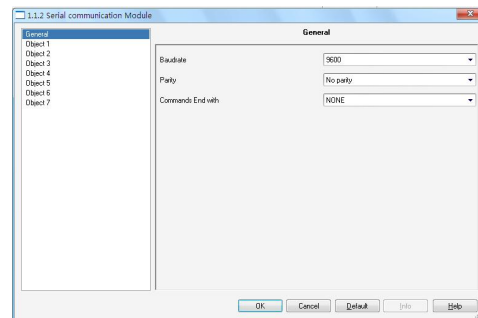 1.1.2 Serial communication Module
General
Object 1
Object 2
Object 3
Object 4
Object 5
Object 6
Object 7
General
Baudrate 9600
Parity No parity
Commands End with NONE
OK Cancel Default Info Help